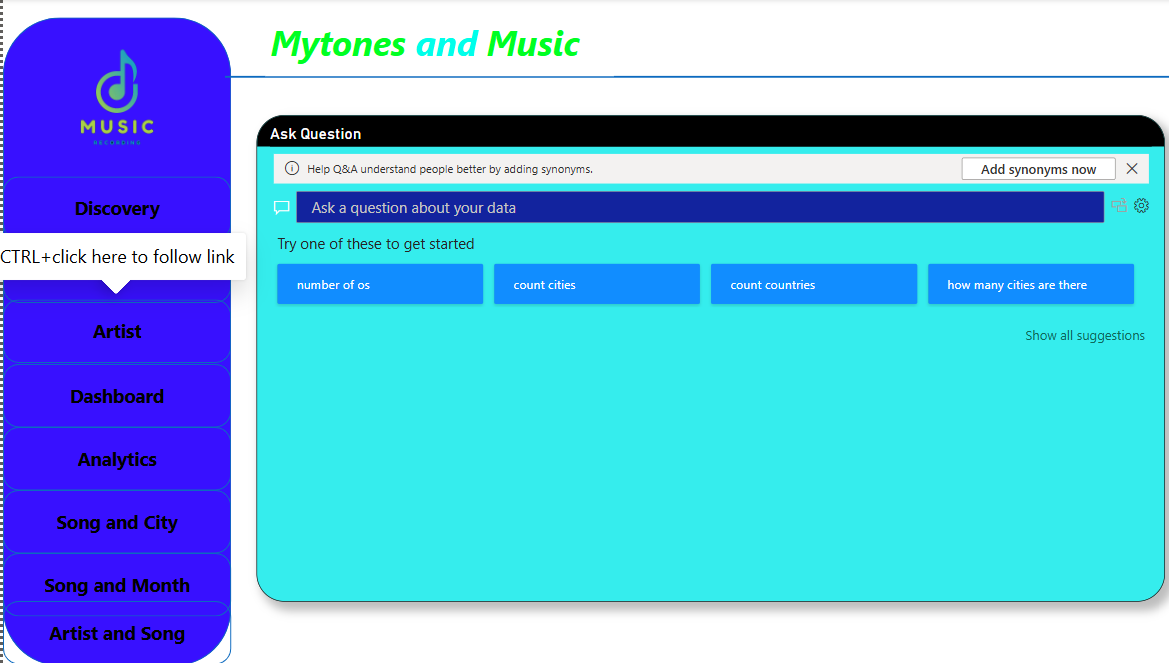 Mytones and Music
MUSIC
RECORDING
Discovery
CTRL+click here to follow link
Artist
Dashboard
Analytics
Song and City
Song and Month
Artist and Song
Ask Question
Help Q&A understand people better by adding synonyms.
Add synonyms now
Ask a question about your data
Try one of these to get started
number of os
count cities
count countries
how many cities are there
Show all suggestions